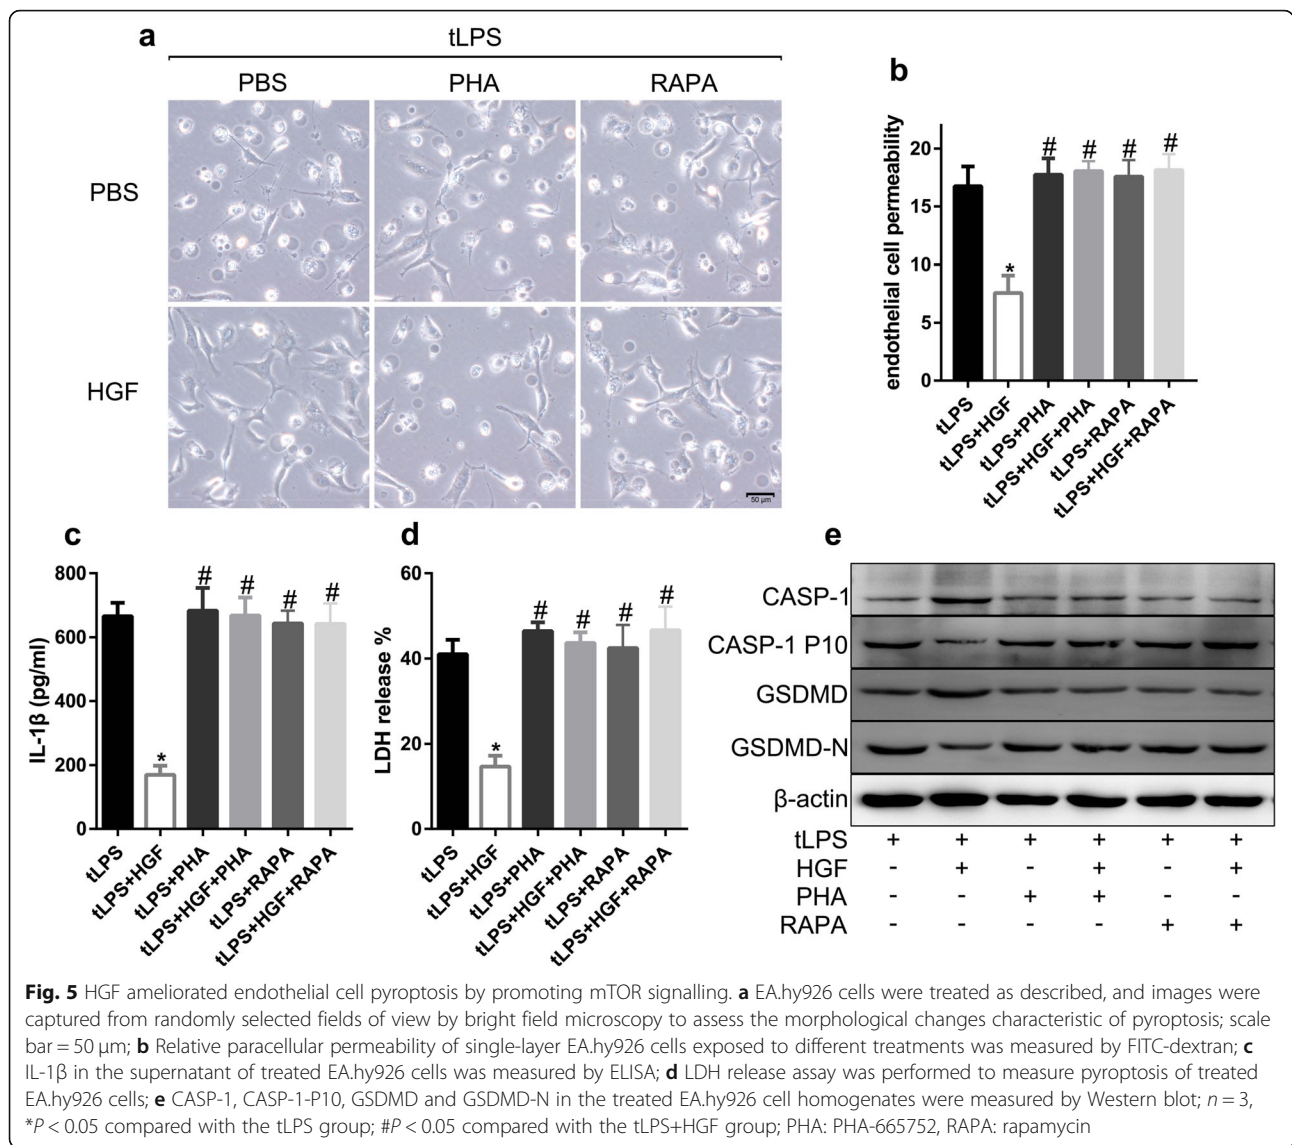 a
tLPS
PBS PHA RAPA
PBS
HGF
50 µm
b
endothelial cell permeability
20
15
10
5
0
*
# # # #
tLPS
tLPS+HGF
tLPS+PHA
tLPS+HGF+PHA
tLPS+RAPA
tLPS+HGF+RAPA
c
IL-1β (pg/ml)
800
600
400
200
0
*
# # # #
tLPS
tLPS+HGF
tLPS+PHA
tLPS+HGF+PHA
tLPS+RAPA
tLPS+HGF+RAPA
d
LDH release %
60
40
20
0
*
# # # #
tLPS
tLPS+HGF
tLPS+PHA
tLPS+HGF+PHA
tLPS+RAPA
tLPS+HGF+RAPA
e
CASP-1
CASP-1 P10
GSDMD
GSDMD-N
β-actin
tLPS + + + + + +
HGF - + - + - +
PHA - - + + - -
RAPA - - - - + +
Fig. 5 HGF ameliorated endothelial cell pyroptosis by promoting mTOR signalling. a EA.hy926 cells were treated as described, and images were
captured from randomly selected fields of view by bright field microscopy to assess the morphological changes characteristic of pyroptosis; scale
bar = 50 µm; b Relative paracellular permeability of single-layer EA.hy926 cells exposed to different treatments was measured by FITC-dextran; c
IL-1β in the supernatant of treated EA.hy926 cells was measured by ELISA; d LDH release assay was performed to measure pyroptosis of treated
EA.hy926 cells; e CASP-1, CASP-1-P10, GSDMD and GSDMD-N in the treated EA.hy926 cell homogenates were measured by Western blot; n = 3,
*P < 0.05 compared with the tLPS group; #P < 0.05 compared with the tLPS+HGF group; PHA: PHA-665752, RAPA: rapamycin